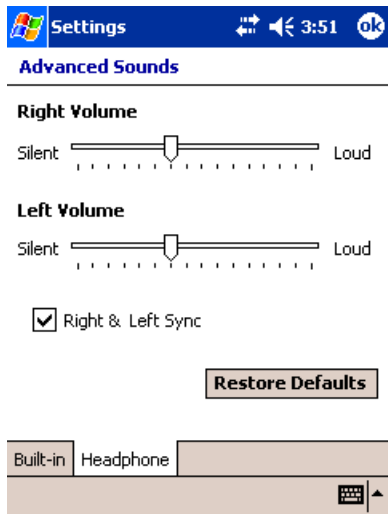 Settings 3:51 ok
Advanced Sounds
Right Volume
Silent Loud
Left Volume
Silent Loud
Right & Left Sync
Restore Defaults
Built-in Headphone